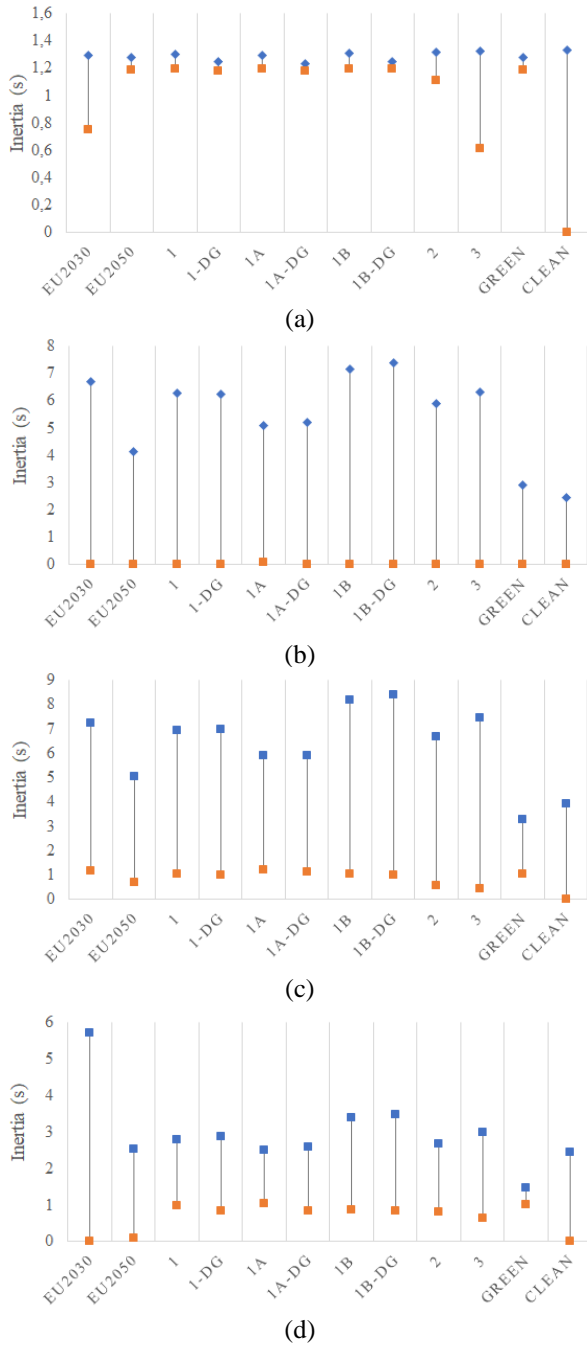 1,6
1,4
1,2
1
0,8
0,6
0,4
0,2
0
Inertia (s)
EU2030 EU2050 1 1-DG 1A 1A-DG 1B 1B-DG 2 3 GREEN CLEAN
(a)
8
7
6
5
4
3
2
1
0
Inertia (s)
EU2030 EU2050 1 1-DG 1A 1A-DG 1B 1B-DG 2 3 GREEN CLEAN
(b)
9
8
7
6
5
4
3
2
1
0
Inertia (s)
EU2030 EU2050 1 1-DG 1A 1A-DG 1B 1B-DG 2 3 GREEN CLEAN
(c)
6
5
4
3
2
1
0
Inertia (s)
EU2030 EU2050 1 1-DG 1A 1A-DG 1B 1B-DG 2 3 GREEN CLEAN
(d)